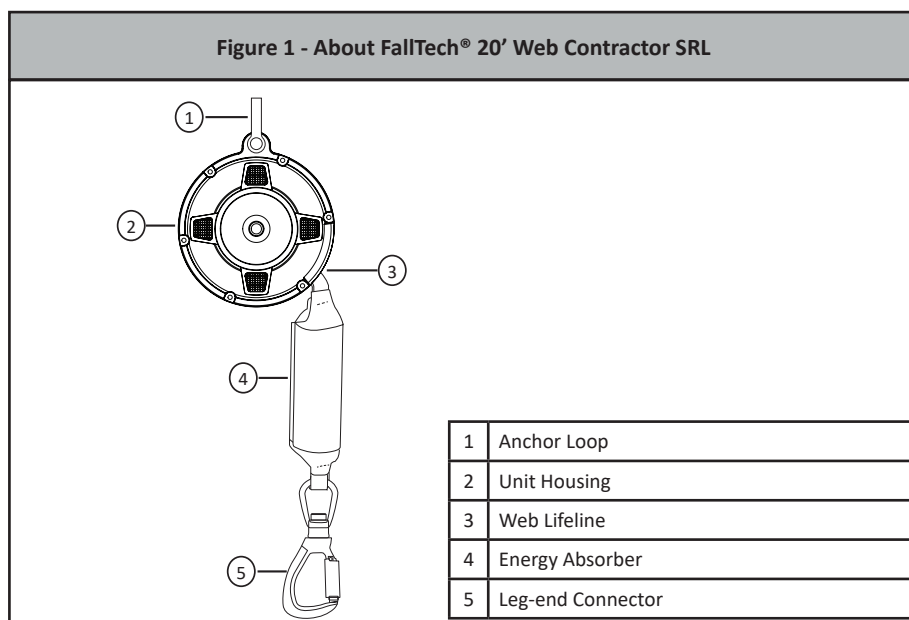 Figure 1 - About FallTech® 20’ Web Contractor SRL
1
2
3
4
5
1 Anchor Loop
2 Unit Housing
3 Web Lifeline
4 Energy Absorber
5 Leg-end Connector